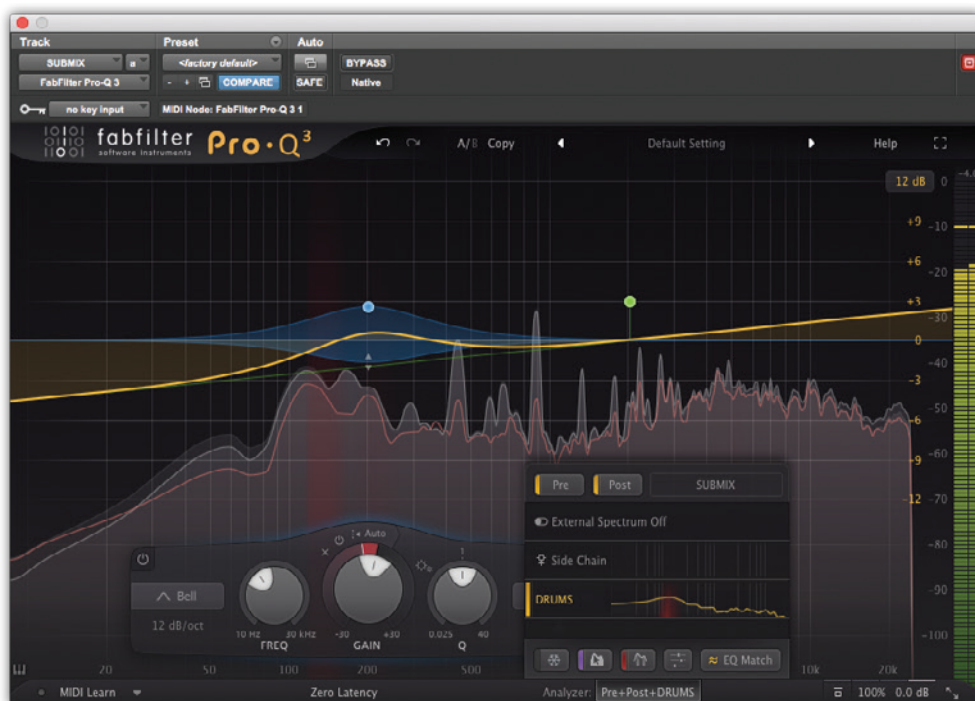 Track Preset Auto
SUBMIX a <factory default> BYPASS
FabFilter Pro-Q 3 - + COMPARE SAFE Native
no key input MIDI Node: FabFilter Pro-Q 3 1
fabfilter Pro·Q3 A/B Copy Default Setting Help
software instruments
12 dB 0
+9 -10
+6 -20
+3 -30
0 -40
-3 -50
-6 -60
-9 -70
-12
-80
-90
-100
Pre Post SUBMIX
External Spectrum Off
Side Chain
DRUMS
Auto
Bell
12 dB/oct
10 Hz 30 kHz
FREQ
-30 +30
GAIN
0.025 40
Q
EQ Match
20 50 100 200 500 10k 20k
MIDI Learn Zero Latency Analyzer: Pre+Post+DRUMS 100% 0.0 dB